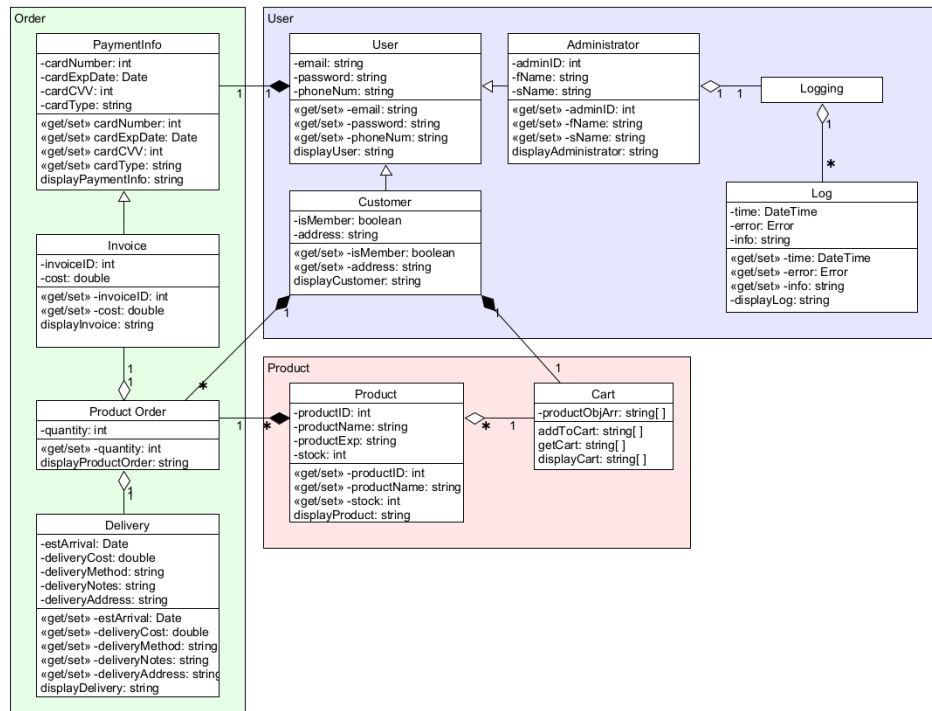 Order
PaymentInfo
-cardNumber: int
-cardExpDate: Date
-cardCVV: int
-cardType: string
«get/set» cardNumber: int
«get/set» cardExpDate: Date
«get/set» cardCVV: int
«get/set» cardType: string
displayPaymentInfo: string
Invoice
-invoiceID: int
-cost: double
«get/set» -invoiceID: int
«get/set» -cost: double
displayInvoice: string
1
1
Product Order
-quantity: int
«get/set» -quantity: int
displayProductOrder: string
1
Delivery
-estArrival: Date
-deliveryCost: double
-deliveryMethod: string
-deliveryNotes: string
-deliveryAddress: string
«get/set» -estArrival: Date
«get/set» -deliveryCost: double
«get/set» -deliveryMethod: string
«get/set» -deliveryNotes: string
«get/set» -deliveryAddress: string
displayDelivery: string
User
1 1
User
-email: string
-password: string
-phoneNum: string
«get/set» -email: string
«get/set» -password: string
«get/set» -phoneNum: string
displayUser: string
Administrator
-adminID: int
-fName: string
-sName: string
«get/set» -adminID: int
«get/set» -fName: string
«get/set» -sName: string
displayAdministrator: string
1 1
Logging
1
*
Log
-time: DateTime
-error: Error
-info: string
«get/set» -time: DateTime
«get/set» -error: Error
«get/set» -info: string
-displayLog: string
Customer
-isMember: boolean
-address: string
«get/set» -isMember: boolean
«get/set» -address: string
displayCustomer: string
1
*
1
1
Product
1 *
Product
-productID: int
-productName: string
-productExp: string
-stock: int
«get/set» -productID: int
«get/set» -productName: string
«get/set» -stock: int
displayProduct: string
* 1
Cart
-productObjArr: string[ ]
addToCart: string[ ]
getCart: string[ ]
displayCart: string[ ]